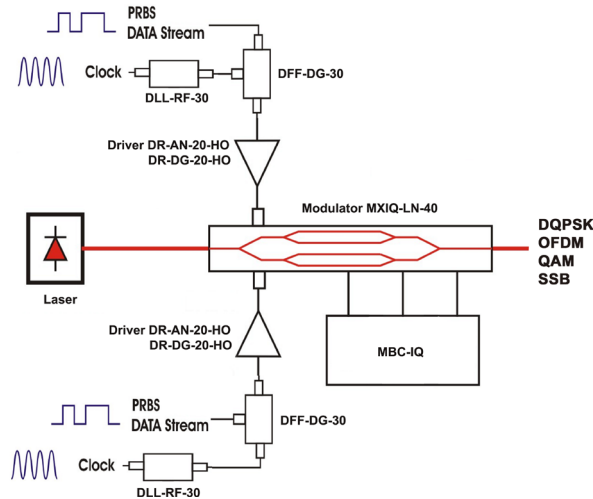 PRBS
DATA Stream
Clock
DLL-RF-30
DFF-DG-30
Driver DR-AN-20-HO
DR-DG-20-HO
Modulator MXIQ-LN-40
Laser
DQPSK
OFDM
QAM
SSB
MBC-IQ
Driver DR-AN-20-HO
DR-DG-20-HO
PRBS
DATA Stream
DFF-DG-30
Clock
DLL-RF-30